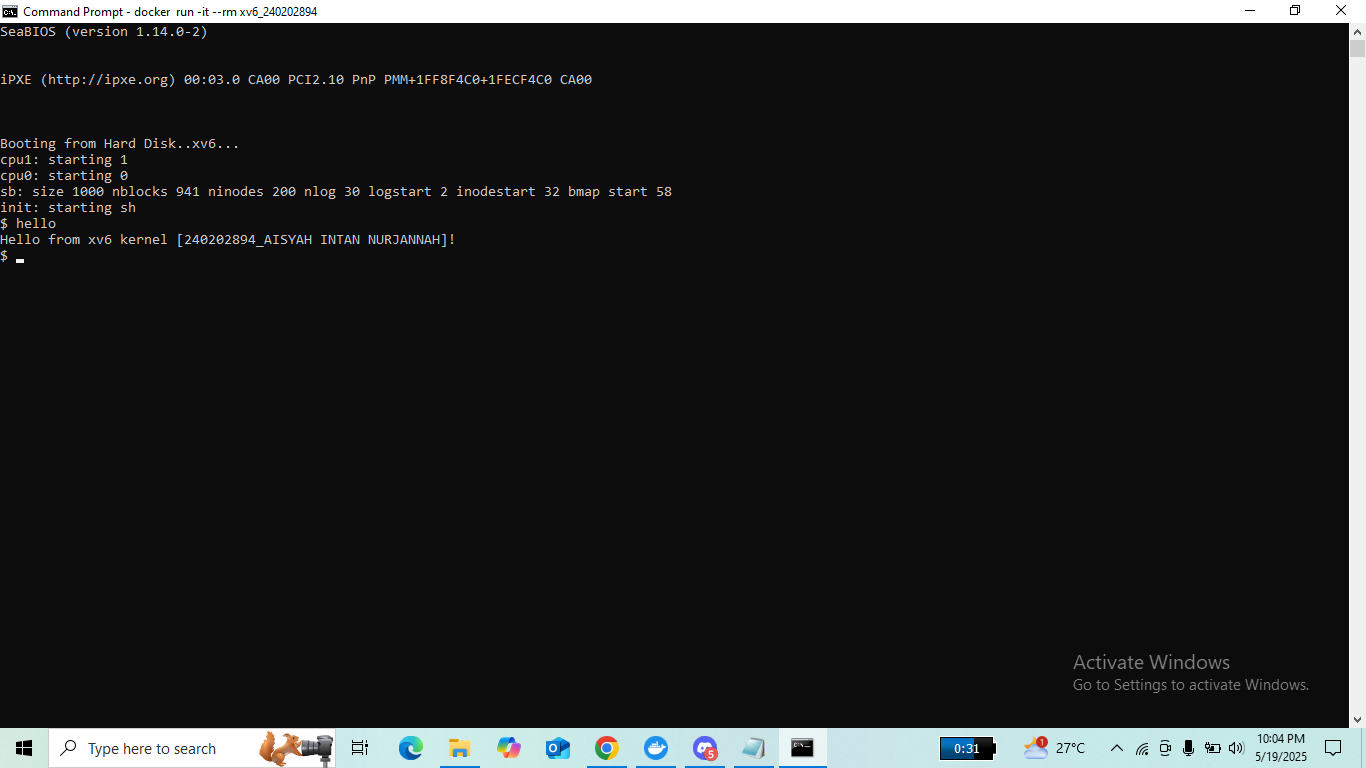 Command Prompt - docker run -it --rm xv6_240202894
SeaBIOS (version 1.14.0-2)
iPXE (http://ipxe.org) 00:03.0 CA00 PCI2.10 PnP PMM+1FF8F4C0+1FECF4C0 CA00
Booting from Hard Disk..xv6...
cpu1: starting 1
cpu0: starting 0
sb: size 1000 nblocks 941 ninodes 200 nlog 30 logstart 2 inodestart 32 bmap start 58
init: starting sh
$ hello
Hello from xv6 kernel [240202894_AISYAH INTAN NURJANNAH]!
$
Activate Windows
Go to Settings to activate Windows.
Type here to search
5
0:31
1
27°C
10:04 PM
5/19/2025